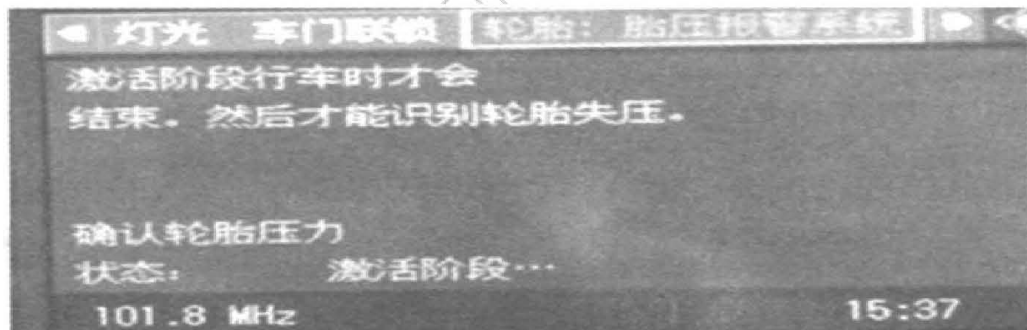 灯光 车门联锁 轮胎: 胎压报警系统
激活阶段行车时才会
结束。然后才能识别轮胎失压。
确认轮胎压力
状态: 激活阶段…
101.8 MHz 15:37